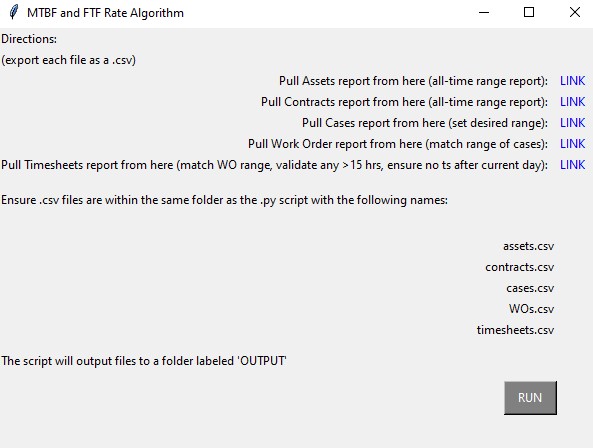 MTBF and FTF Rate Algorithm
Directions:
(export each file as a .csv)
Pull Assets report from here (all-time range report): LINK
Pull Contracts report from here (all-time range report): LINK
Pull Cases report from here (set desired range): LINK
Pull Work Order report from here (match range of cases): LINK
Pull Timesheets report from here (match WO range, validate any >15 hrs, ensure no ts after current day): LINK
Ensure .csv files are within the same folder as the .py script with the following names:
assets.csv
contracts.csv
cases.csv
WOs.csv
timesheets.csv
The script will output files to a folder labeled 'OUTPUT'
RUN